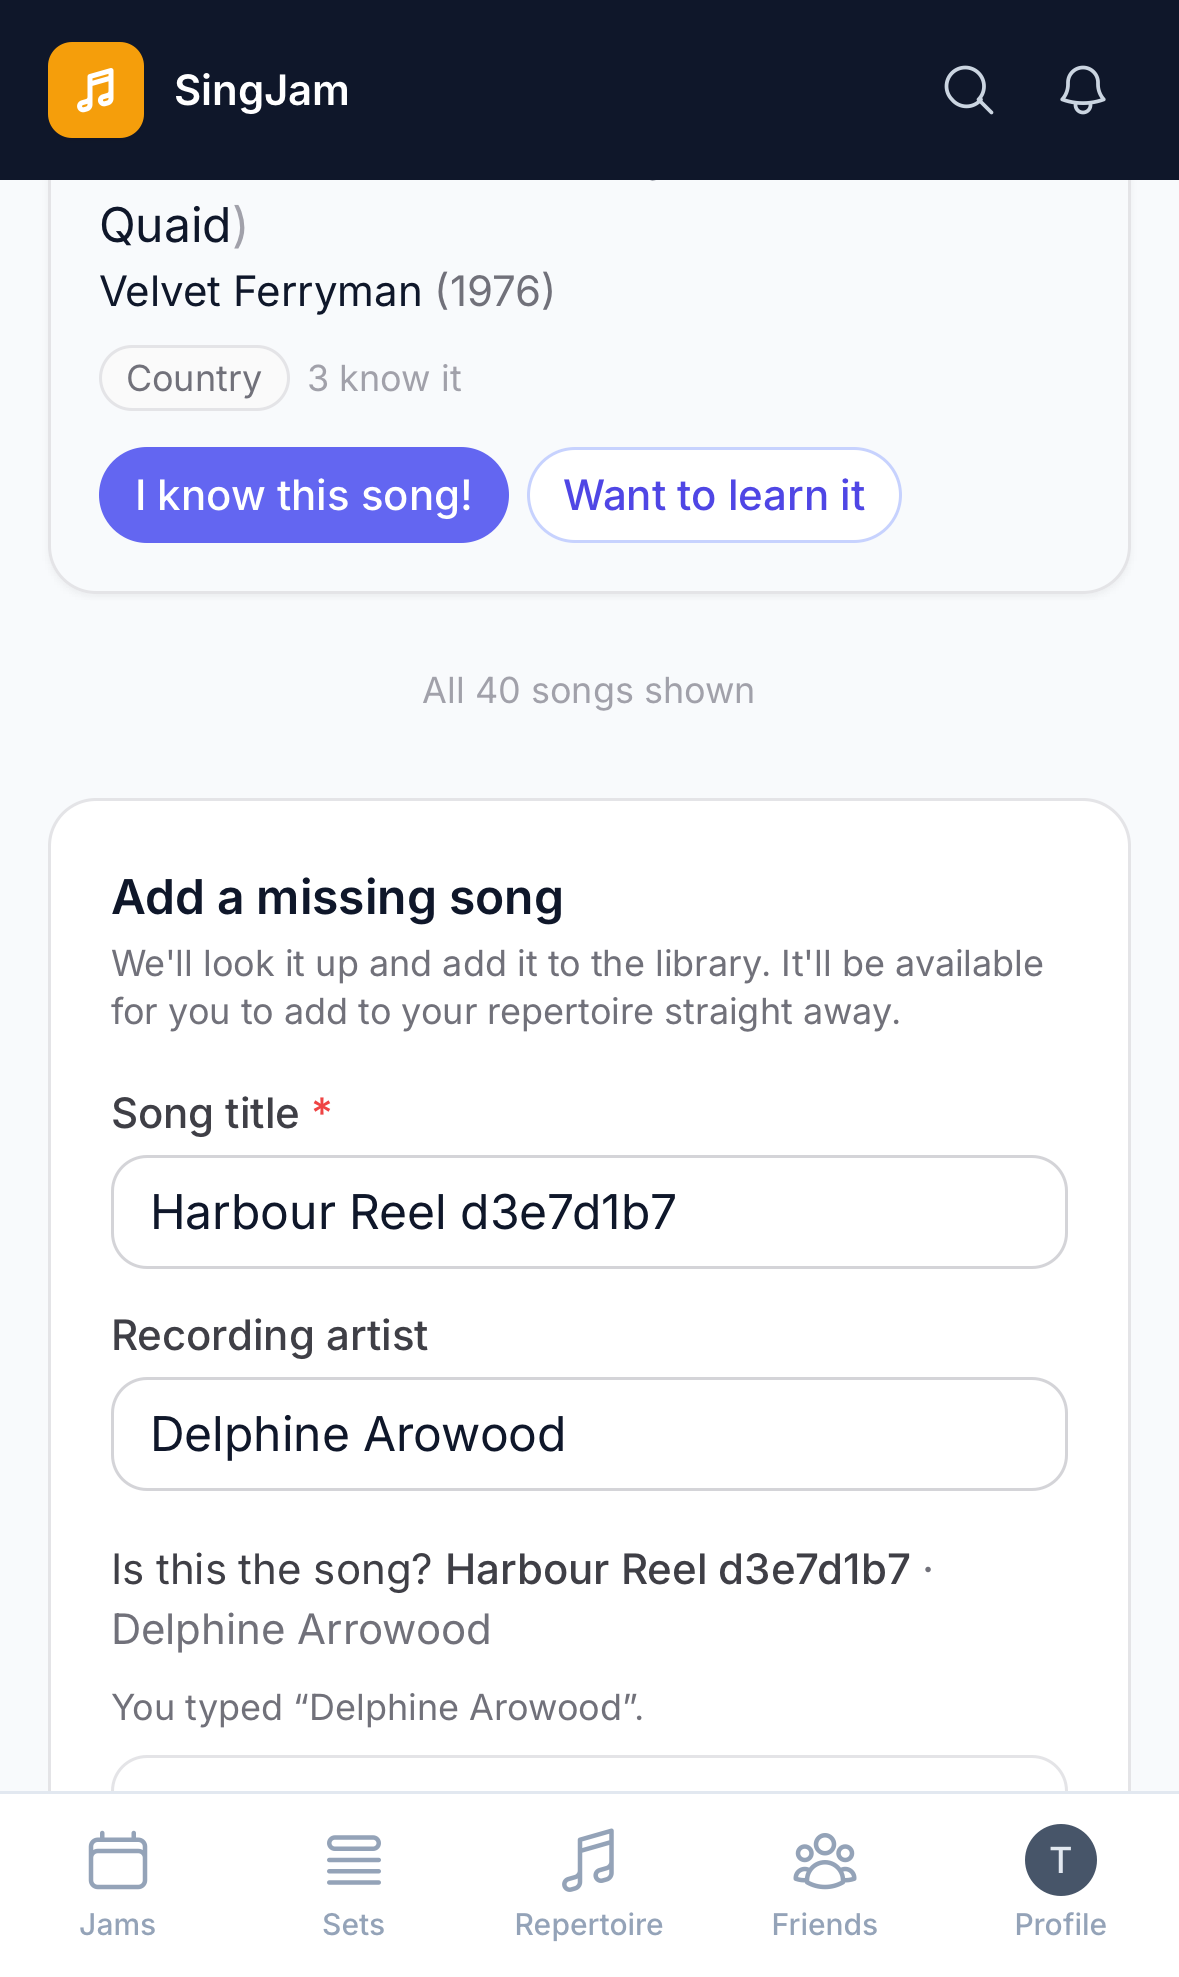 SingJam
Quaid)
Velvet Ferryman (1976)
Country 3 know it
I know this song! Want to learn it
All 40 songs shown
Add a missing song
We'll look it up and add it to the library. It'll be available
for you to add to your repertoire straight away.
Song title *
Harbour Reel d3e7d1b7
Recording artist
Delphine Arowood
Is this the song? Harbour Reel d3e7d1b7 ·
Delphine Arrowood
You typed “Delphine Arowood”.
Jams Sets Repertoire Friends T Profile